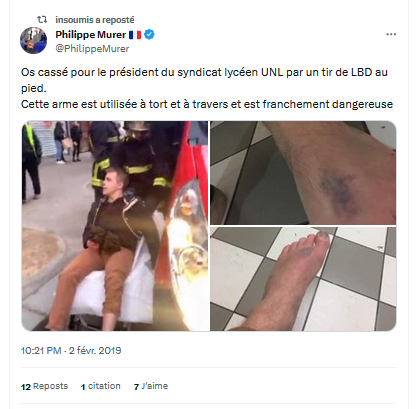 insoumis a reposté
Philippe Murer
@PhilippeMurer
Os cassé pour le président du syndicat lycéen UNL par un tir de LBD au
pied.
Cette arme est utilisée à tort et à travers et est franchement dangereuse
10:21 PM · 2 févr. 2019
12 Reposts 1 citation 7 J’aime